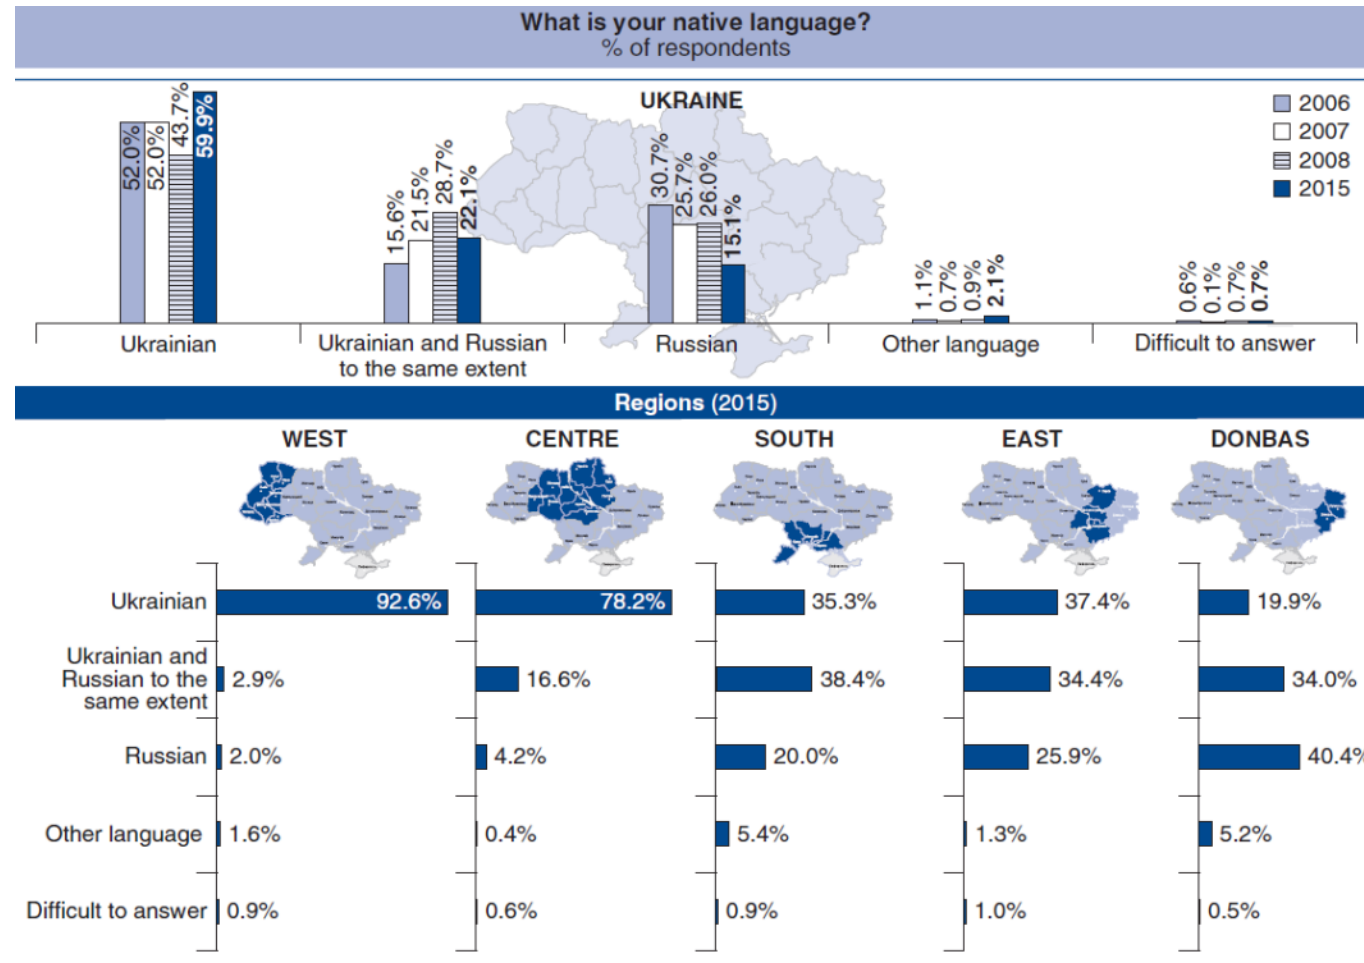 What is your native language?
% of respondents
UKRAINE
2006
2007
2008
2015
52.0%
52.0%
43.7%
59.9%
15.6%
21.5%
28.7%
22.1%
30.7%
25.7%
26.0%
15.1%
1.1%
0.7%
0.9%
2.1%
0.6%
0.1%
0.7%
0.7%
Ukrainian
Ukrainian and Russian
to the same extent
Russian
Other language
Difficult to answer
Regions (2015)
WEST CENTRE SOUTH EAST DONBAS
Ukrainian 92.6% 78.2% 35.3% 37.4% 19.9%
Ukrainian and
Russian to the
same extent
2.9% 16.6% 38.4% 34.4% 34.0%
Russian 2.0% 4.2% 20.0% 25.9% 40.4%
Other language 1.6% 0.4% 5.4% 1.3% 5.2%
Difficult to answer 0.9% 0.6% 0.9% 1.0% 0.5%